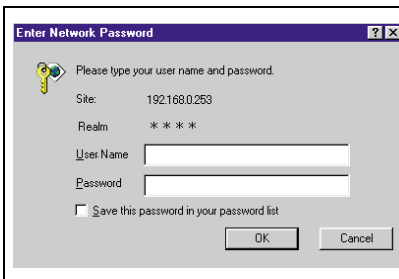 Enter Network Password
Please type your user name and password.
Site: 192.168.0.253
Realm ****
User Name
Password
Save this password in your password list
OK Cancel